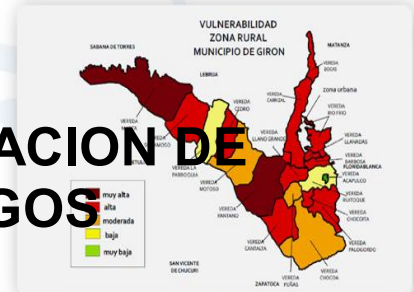 VULNERABILIDAD
ZONA RURAL
MUNICIPIO DE GIRON
SABANA DE TORRES
MATANZA
LEBRIJA
VEREDA
BOCAS
zona urbana
VEREDA
CARRIZAL
VEREDA
RIO FRIO
VEREDA
CEDRO
VEREDA
LLANADAS
VEREDA
LLANO GRANDE
VEREDA
BARBOSA
FLORIDABLANCA
VEREDA
ACAPULCO
VEREDA
RUITOQUE
VEREDA
CHOCOITA
VEREDA
PALOGORDO
VEREDA LA
PARROQUIA
VEREDA
MOTOSO
VEREDA
PANTANO
VEREDA
CANTALTA
VEREDA
CHOCOA
VEREDA
ZAPATOCA
SAN VICENTE
DE CHUCURI
ACION DE
GOS
muy alta
alta
moderada
baja
muy baja